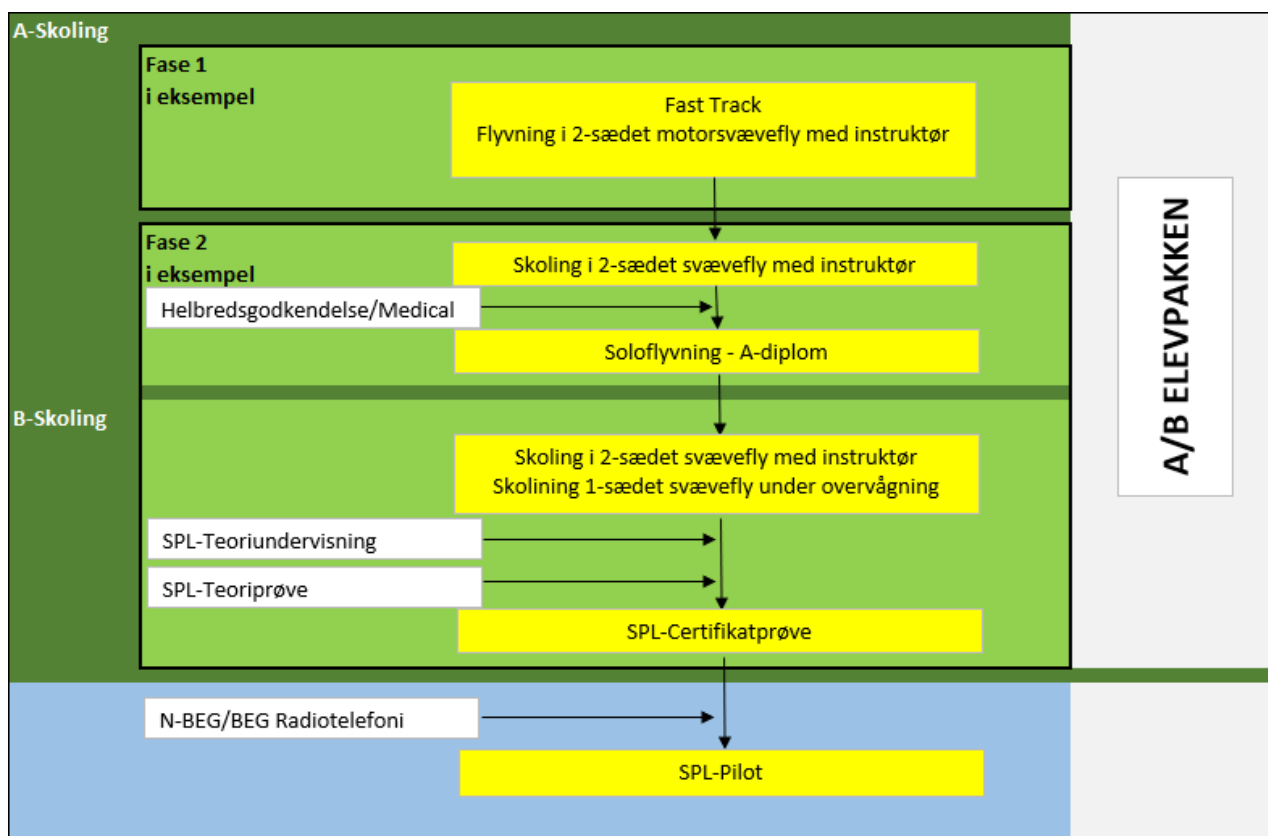 A-Skoling
Fase 1
i eksempel
Fast Track
Flyvning i 2-sædet motorsvævefly med instruktør
Fase 2
i eksempel
Skoling i 2-sædet svævefly med instruktør
Helbredsgodkendelse/Medical
Soloflyvning - A-diplom
B-Skoling
Skoling i 2-sædet svævefly med instruktør
Skolining 1-sædet svævefly under overvågning
SPL-Teoriundervisning
SPL-Teoriprøve
SPL-Certifikatprøve
N-BEG/BEG Radiotelefoni
SPL-Pilot
A/B ELEVPAKKEN